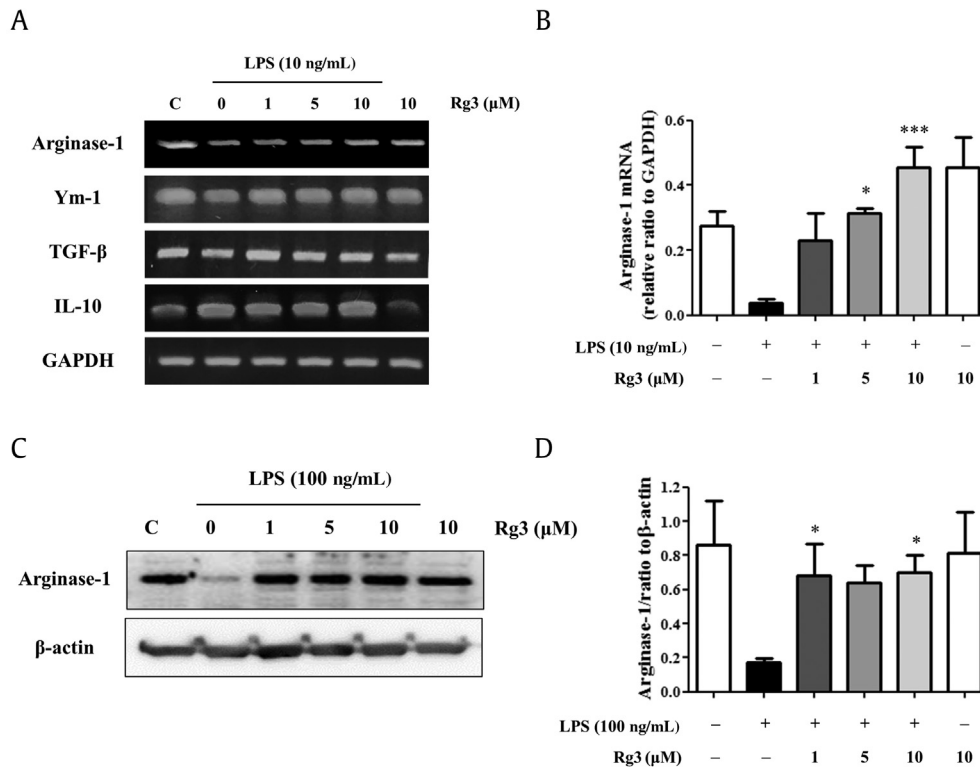 A
LPS (10 ng/mL)
C 0 1 5 10 10 Rg3 (μM)
Arginase-1
Ym-1
TGF-β
IL-10
GAPDH
B
Arginase-1 mRNA
(relative ratio to GAPDH)
0.6
0.4
0.2
0.0
*
***
LPS (10 ng/mL) – + + + + –
Rg3 (μM) – – 1 5 10 10
C
LPS (100 ng/mL)
C 0 1 5 10 10 Rg3 (μM)
Arginase-1
β-actin
D
Arginase-1/ratio toβ-actin
1.2
1.0
0.8
0.6
0.4
0.2
0.0
*
*
LPS (100 ng/mL) – + + + + –
Rg3 (μM) – – 1 5 10 10